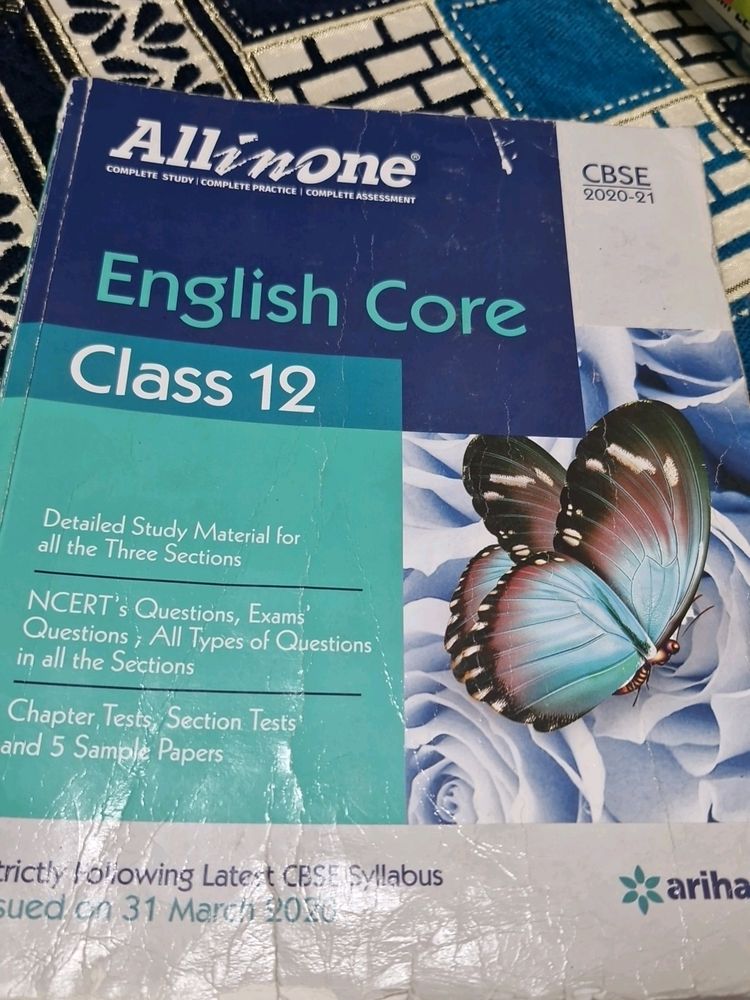 All in One®
COMPLETE STUDY | COMPLETE PRACTICE | COMPLETE ASSESSMENT
CBSE
2020-21
English Core
Class 12
Detailed Study Material for
all the Three Sections
NCERT's Questions, Exams'
Questions ; All Types of Questions
in all the Sections
Chapter Tests, Section Tests
and 5 Sample Papers
trictly Following Latest CBSE Syllabus
sued on 31 March 2020
ariha